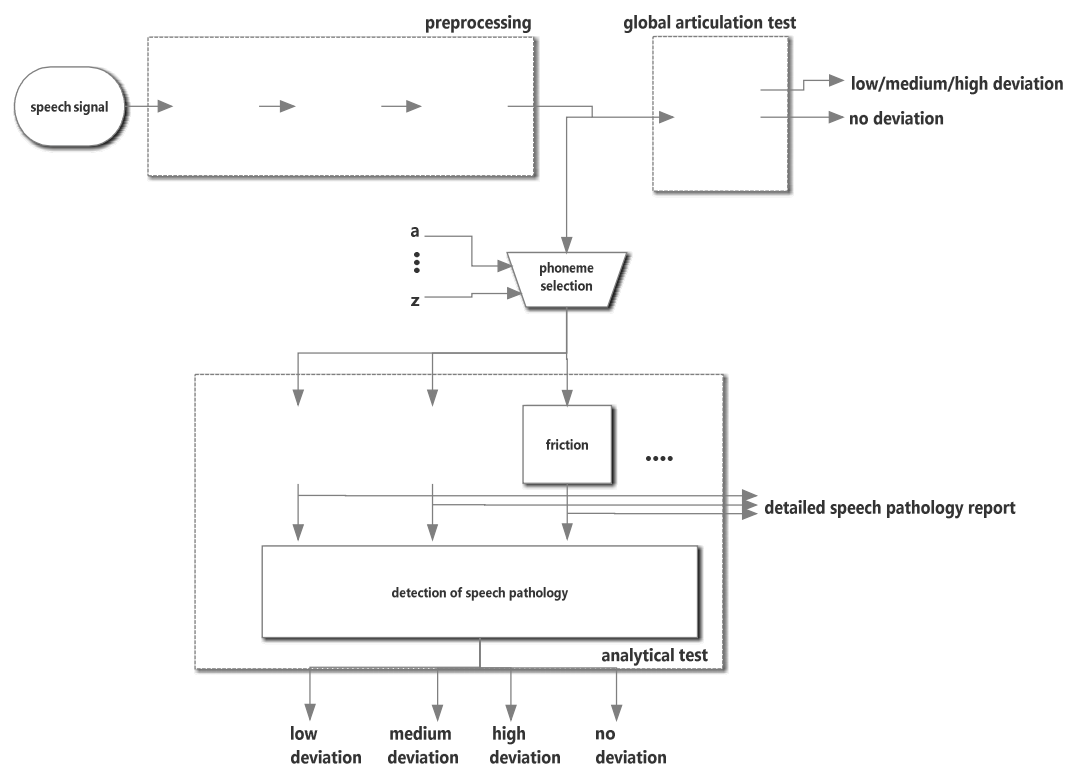 preprocessing
global articulation test
speech signal
low/medium/high deviation
no deviation
a
z
phoneme
selection
friction
detailed speech pathology report
detection of speech pathology
analytical test
low
deviation
medium
deviation
high
deviation
no
deviation